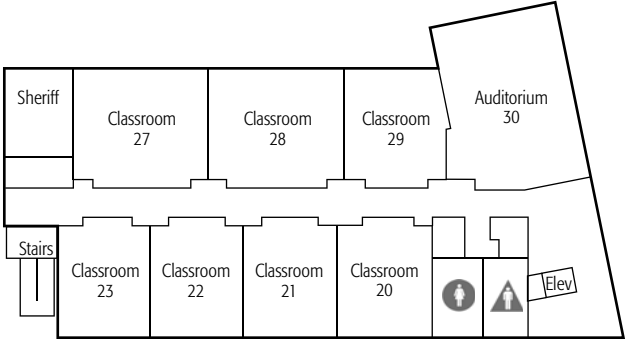 Sheriff
Classroom
27
Classroom
28
Classroom
29
Auditorium
30
Stairs
Classroom
23
Classroom
22
Classroom
21
Classroom
20
Elev